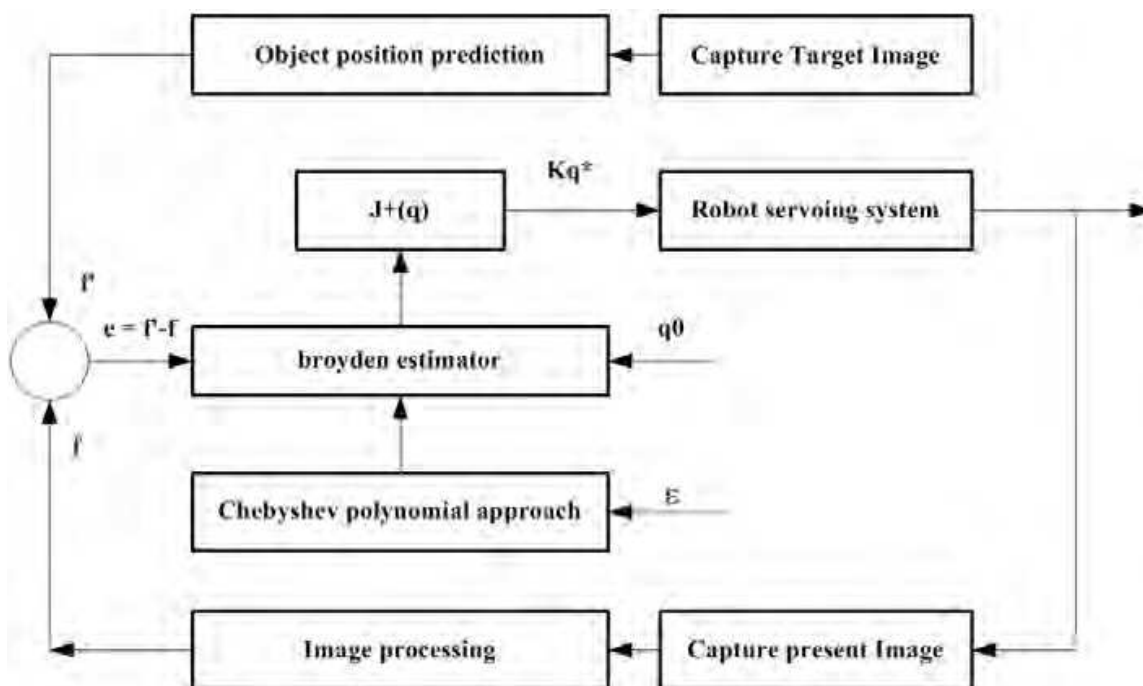 Object position prediction
Capture Target Image
Kq*
J+(q)
Robot servoing system
f'
e = f'-f
q0
broyden estimator
f
Chebyshev polynomial approach
ε
Image processing
Capture present Image